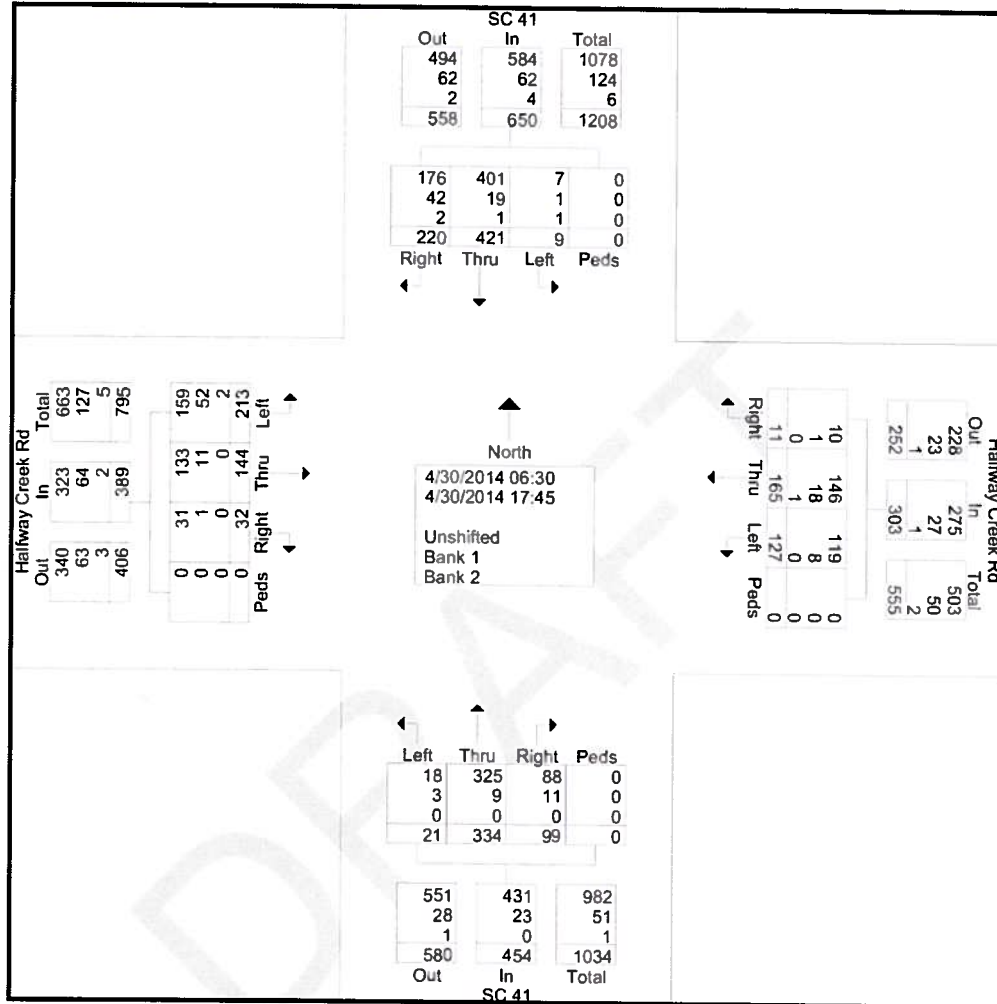 SC 41
Out In Total
494 584 1078
62 62 124
2 4 6
558 650 1208
176 401 7 0
42 19 1 0
2 1 1 0
220 421 9 0
Right Thru Left Peds
Halfway Creek Rd
Total In Out
663 323 340
127 64 63
5 2 3
795 389 406
159 133 31 0
52 11 1 0
2 0 0 0
213 144 32 0
Left Thru Right Peds
North
4/30/2014 06:30
4/30/2014 17:45
Unshifted
Bank 1
Bank 2
Halfway Creek Rd
Out In Total
228 275 503
23 27 50
1 1 2
252 303 555
10 146 119 0
1 18 8 0
0 1 0 0
11 165 127 0
Right Thru Left Peds
Left Thru Right Peds
18 325 88 0
3 9 11 0
0 0 0 0
21 334 99 0
551 431 982
28 23 51
1 0 1
580 454 1034
Out In Total
SC 41
DRAFT